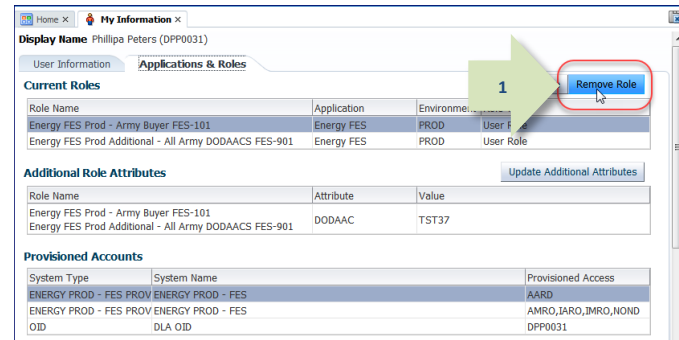 Home × My Information ×
Display Name Phillipa Peters (DPP0031)
User Information Applications & Roles
Current Roles 1 Remove Role
Role Name Application Environment
Energy FES Prod - Army Buyer FES-101 Energy FES PROD User Role
Energy FES Prod Additional - All Army DODAACS FES-901 Energy FES PROD User Role
Additional Role Attributes Update Additional Attributes
Role Name Attribute Value
Energy FES Prod - Army Buyer FES-101
Energy FES Prod Additional - All Army DODAACS FES-901 DODAAC TST37
Provisioned Accounts
System Type System Name Provisioned Access
ENERGY PROD - FES PROV ENERGY PROD - FES AARD
ENERGY PROD - FES PROV ENERGY PROD - FES AMRO,IARO,IMRO,NOND
OID DLA OID DPP0031